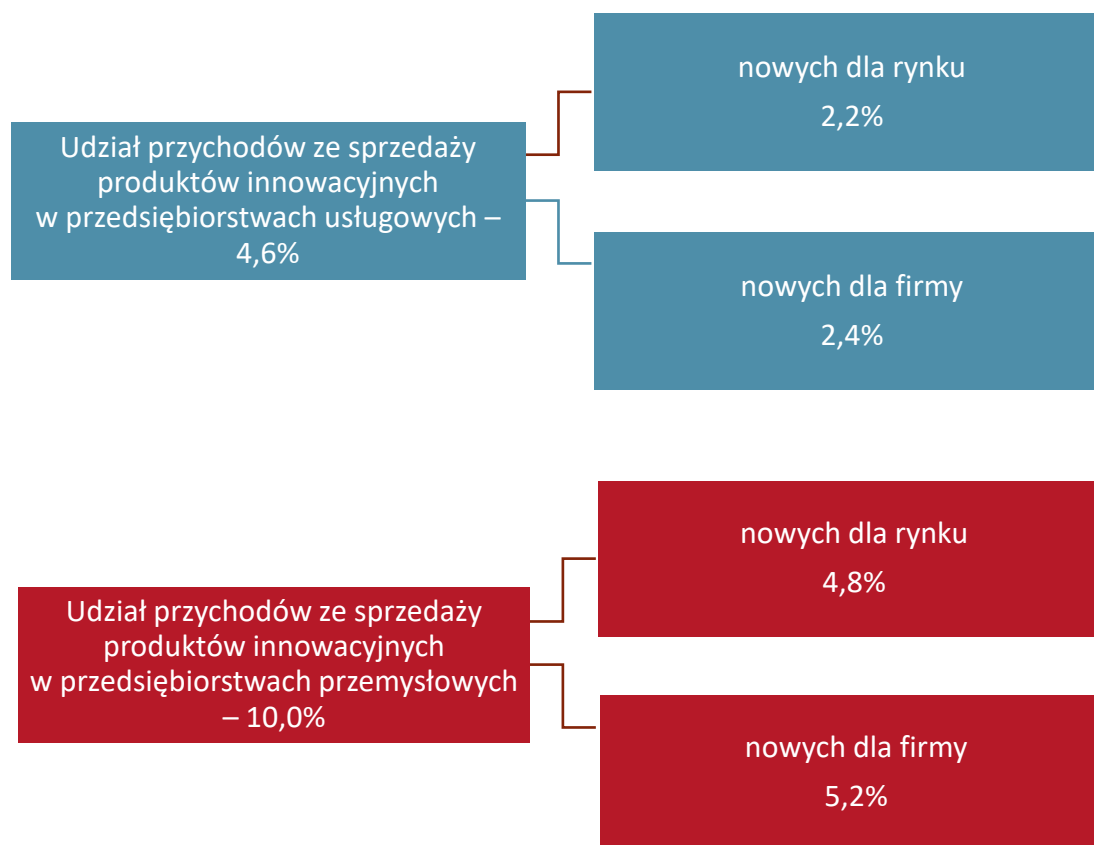 Udział przychodów ze sprzedaży
produktów innowacyjnych
w przedsiębiorstwach usługowych –
4,6%
nowych dla rynku
2,2%
nowych dla firmy
2,4%
Udział przychodów ze sprzedaży
produktów innowacyjnych
w przedsiębiorstwach przemysłowych
– 10,0%
nowych dla rynku
4,8%
nowych dla firmy
5,2%